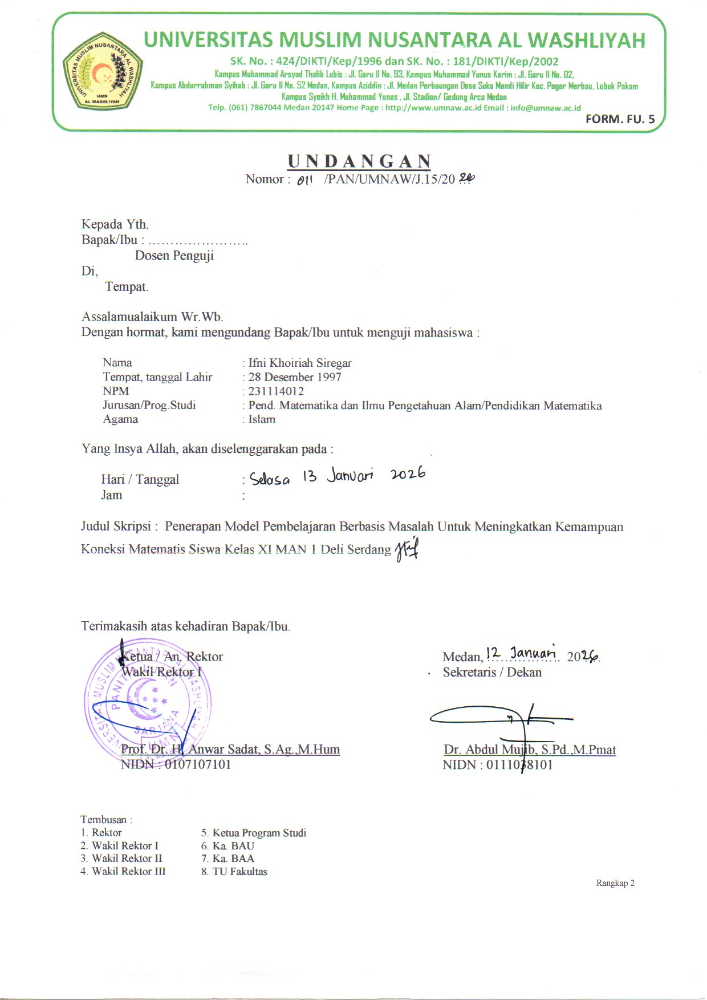 UNIVERSITAS MUSLIM NUSANTARA AL WASHLIYAH
SK. No. : 424/DIKTI/Kep/1996 dan SK. No. : 181/DIKTI/Kep/2002
Kampus Muhammad Arsyad Thalib Lubis : Jl. Garu II No. 93, Kampus Muhammad Yunus Karim : Jl. Garu II No. 02,
Kampus Abdurrahman Syihab : Jl. Garu II No. 52 Medan, Kampus Aziddin : Jl. Medan Perbaungan Desa Suka Mandi Hilir Kec. Pagar Merbau, Lubuk Pakam
Kampus Syeikh H. Muhammad Yunus , Jl. Stadion/ Gedung Arca Medan
Telp. (061) 7867044 Medan 20147 Home Page : http://www.umnaw.ac.id Email : info@umnaw.ac.id
FORM. FU. 5
UNIVERSITAS MUSLIM NUSANTARA AL WASHLIYAH
UMN
AL WASHLIYAH
UNDANGAN
Nomor : 011 /PAN/UMNAW/J.15/20 26
Kepada Yth.
Bapak/Ibu : …………………..
Dosen Penguji
Di,
Tempat.
Assalamualaikum Wr.Wb.
Dengan hormat, kami mengundang Bapak/Ibu untuk menguji mahasiswa :
Nama : Ifni Khoiriah Siregar
Tempat, tanggal Lahir : 28 Desember 1997
NPM : 231114012
Jurusan/Prog.Studi : Pend. Matematika dan Ilmu Pengetahuan Alam/Pendidikan Matematika
Agama : Islam
Yang Insya Allah, akan diselenggarakan pada :
Hari / Tanggal : Selasa 13 Januari 2026
Jam :
Judul Skripsi : Penerapan Model Pembelajaran Berbasis Masalah Untuk Meningkatkan Kemampuan
Koneksi Matematis Siswa Kelas XI MAN 1 Deli Serdang
Terimakasih atas kehadiran Bapak/Ibu.
Ketua / An. Rektor
Wakil Rektor I
UNIVERSITAS MUSLIM NUSANTARA AL WASHLIYAH
PANITIA UJIAN
SARJANA
UMN
AL WASHLIYAH
Prof. Dr. H. Anwar Sadat, S.Ag.,M.Hum
NIDN : 0107107101
Medan, 12 Januari 2026.
Sekretaris / Dekan
Dr. Abdul Mujib, S.Pd.,M.Pmat
NIDN : 0111038101
Tembusan :
1. Rektor
2. Wakil Rektor I
3. Wakil Rektor II
4. Wakil Rektor III
5. Ketua Program Studi
6. Ka. BAU
7. Ka. BAA
8. TU Fakultas
Rangkap 2